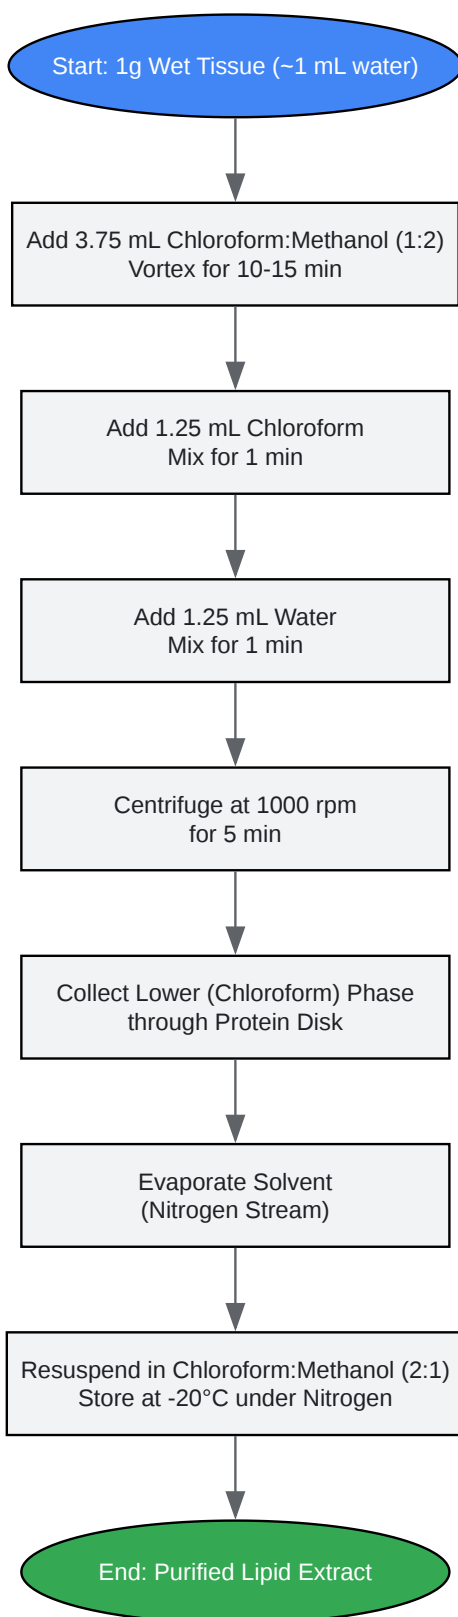 Start: 1g Wet Tissue (~1 mL water)
Add 3.75 mL Chloroform:Methanol (1:2)
Vortex for 10-15 min
Add 1.25 mL Chloroform
Mix for 1 min
Add 1.25 mL Water
Mix for 1 min
Centrifuge at 1000 rpm
for 5 min
Collect Lower (Chloroform) Phase
through Protein Disk
Evaporate Solvent
(Nitrogen Stream)
Resuspend in Chloroform:Methanol (2:1)
Store at -20°C under Nitrogen
End: Purified Lipid Extract